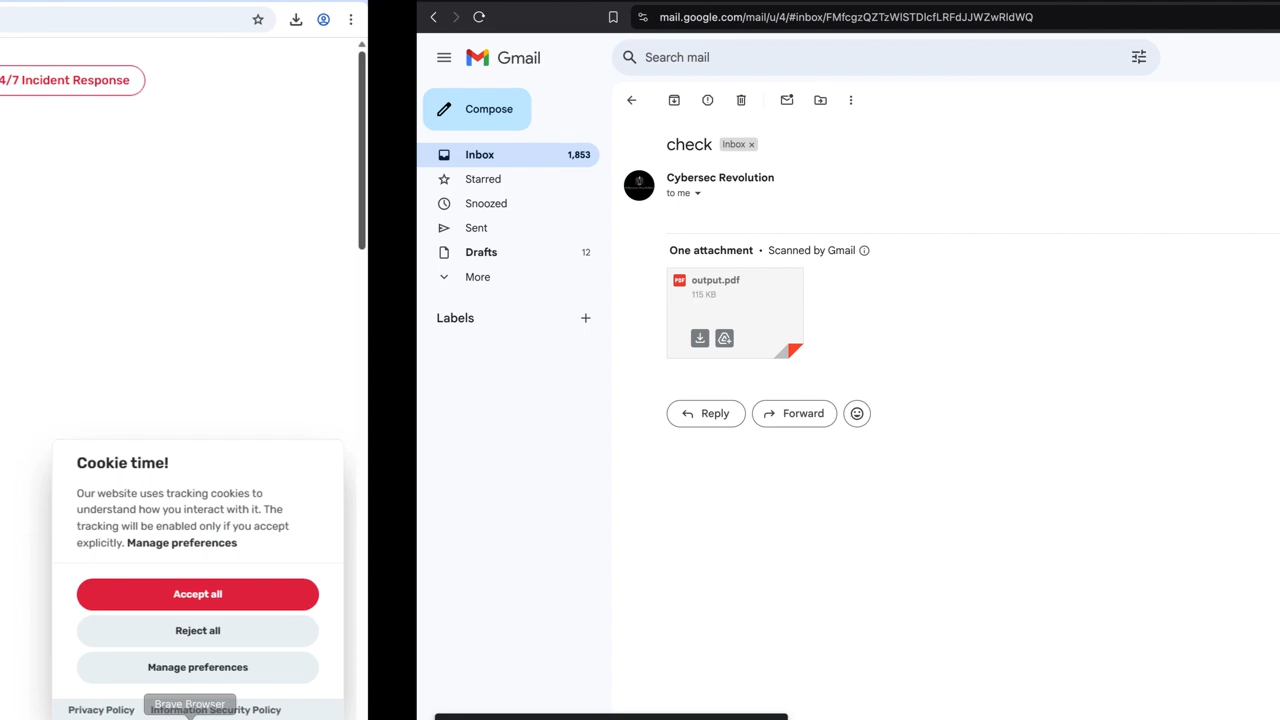 4/7 Incident Response
Cookie time!
Our website uses tracking cookies to
understand how you interact with it. The
tracking will be enabled only if you accept
explicitly. Manage preferences
Accept all
Reject all
Manage preferences
Privacy Policy
Information Security Policy
Brave Browser
mail.google.com/mail/u/4/#inbox/FMfcgzQZTzWlSTDlcfLRFdJJWZwRldWQ
Gmail
Search mail
Compose
Inbox 1,853
Starred
Snoozed
Sent
Drafts 12
More
Labels
check Inbox ×
Cybersec Revolution
to me
One attachment • Scanned by Gmail
PDF output.pdf
115 KB
Reply
Forward